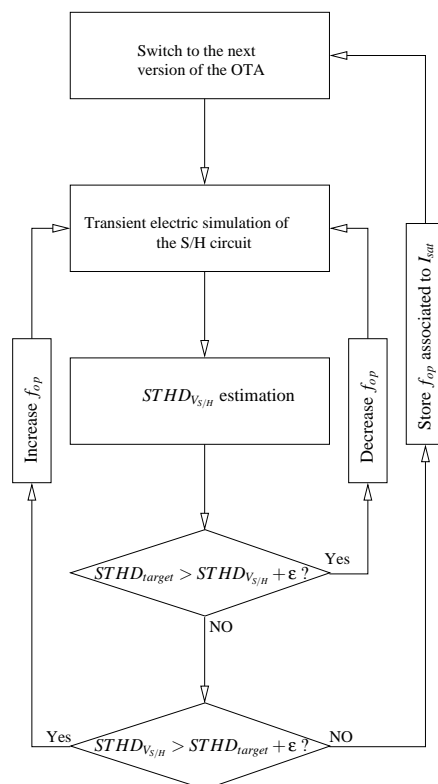 Switch to the next
version of the OTA
Transient electric simulation of
the S/H circuit
Increase f_op
STHD_{V_{S/H}} estimation
Decrease f_op
Store f_op associated to I_sat
STHD_target > STHD_{V_{S/H}} + ε ?
Yes
NO
Yes
STHD_{V_{S/H}} > STHD_target + ε ?
NO